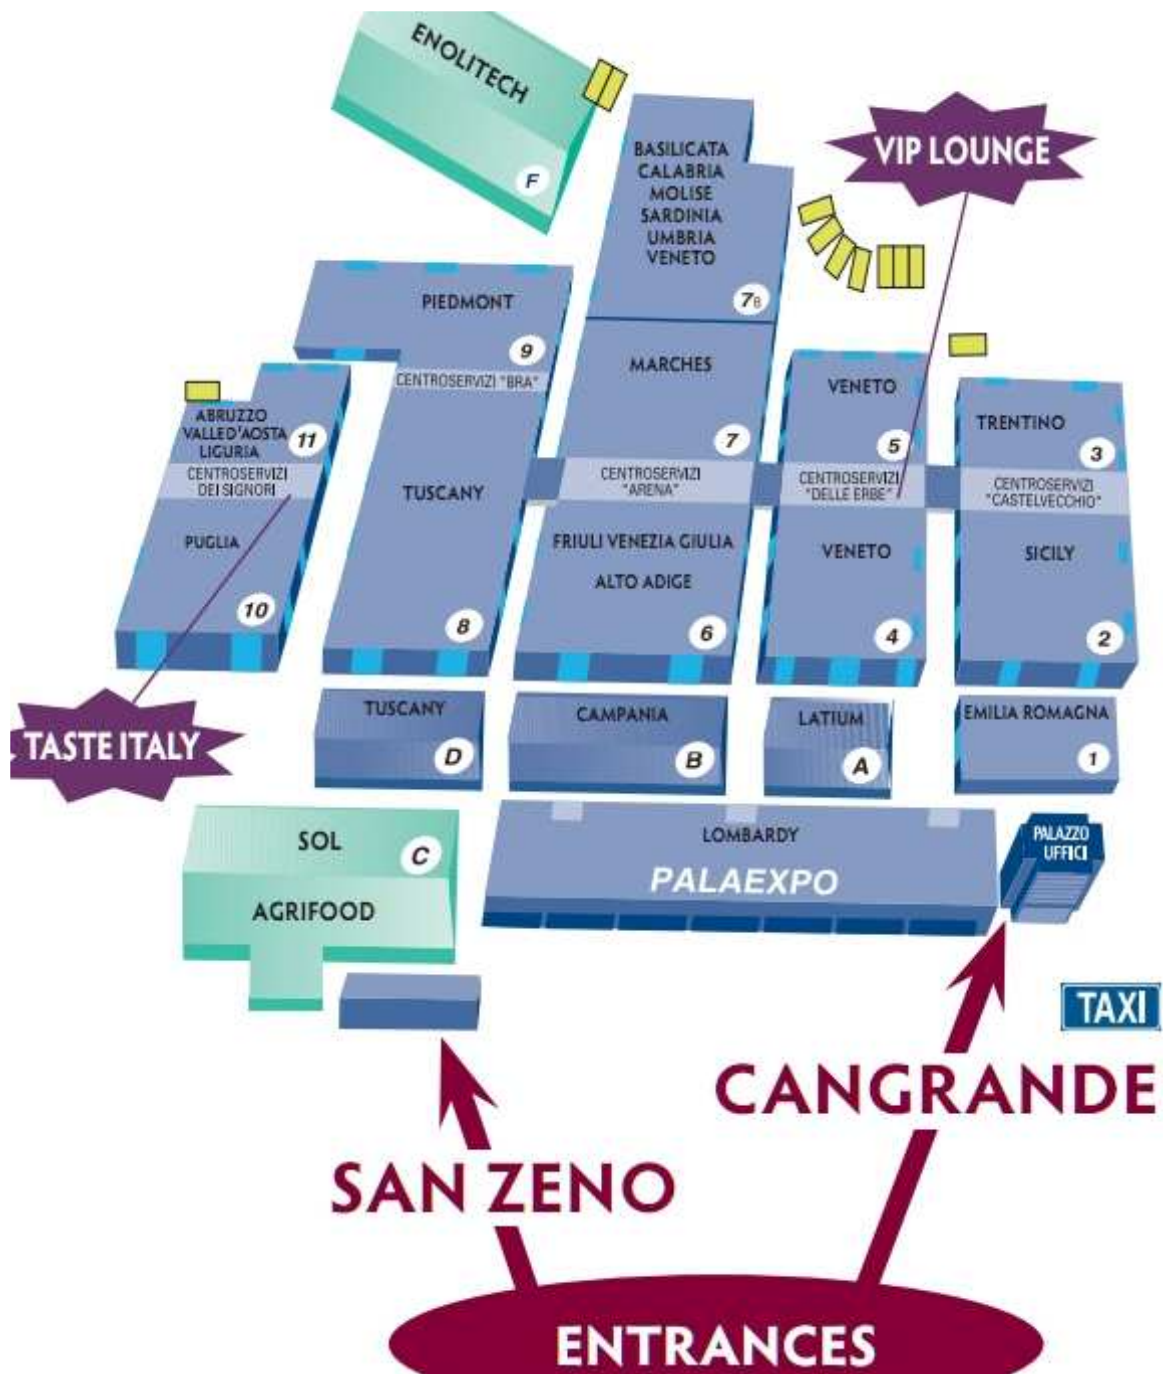 ENOLITECH
F
BASILICATA
CALABRIA
MOLISE
SARDINIA
UMBRIA
VENETO
7B
VIP LOUNGE
PIEDMONT
9
CENTROSERVIZI "BRA"
MARCHES
7
VENETO
5
TRENTINO
3
ABRUZZO
VALLED'AOSTA
LIGURIA
11
CENTROSERVIZI
DEI SIGNORI
TUSCANY
CENTROSERVIZI
"ARENA"
CENTROSERVIZI
"DELLE ERBE"
CENTROSERVIZI
"CASTELVECCHIO"
PUGLIA
10
8
FRIULI VENEZIA GIULIA
ALTO ADIGE
6
VENETO
4
SICILY
2
TASTE ITALY
TUSCANY
D
CAMPANIA
B
LATIUM
A
EMILIA ROMAGNA
1
SOL
C
AGRIFOOD
LOMBARDY
PALAEXPO
PALAZZO
UFFICI
TAXI
CANGRANDE
SAN ZENO
ENTRANCES